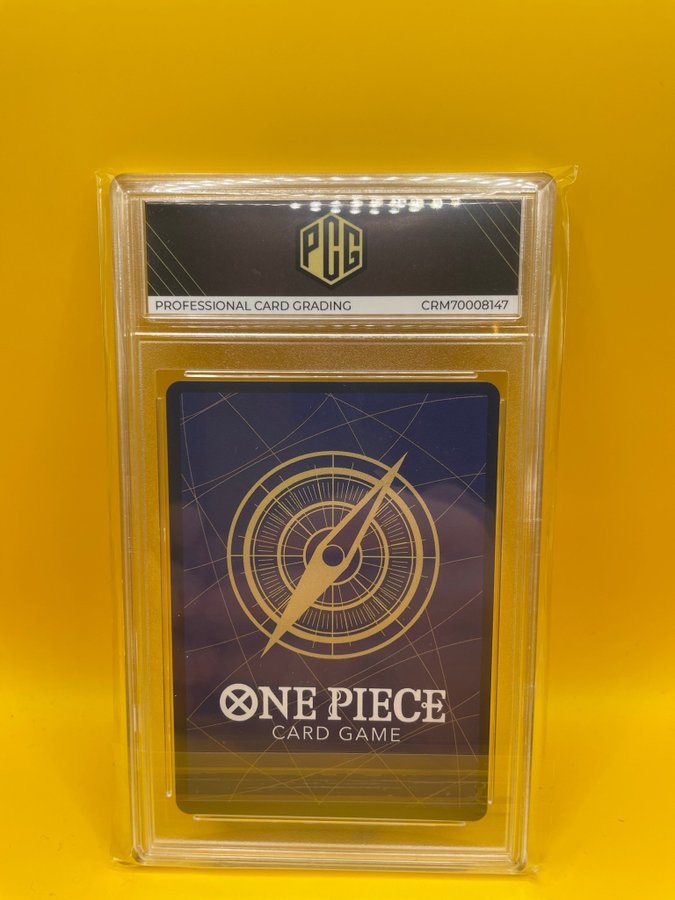 PCG
PROFESSIONAL CARD GRADING CRM70008147
ONE PIECE
CARD GAME